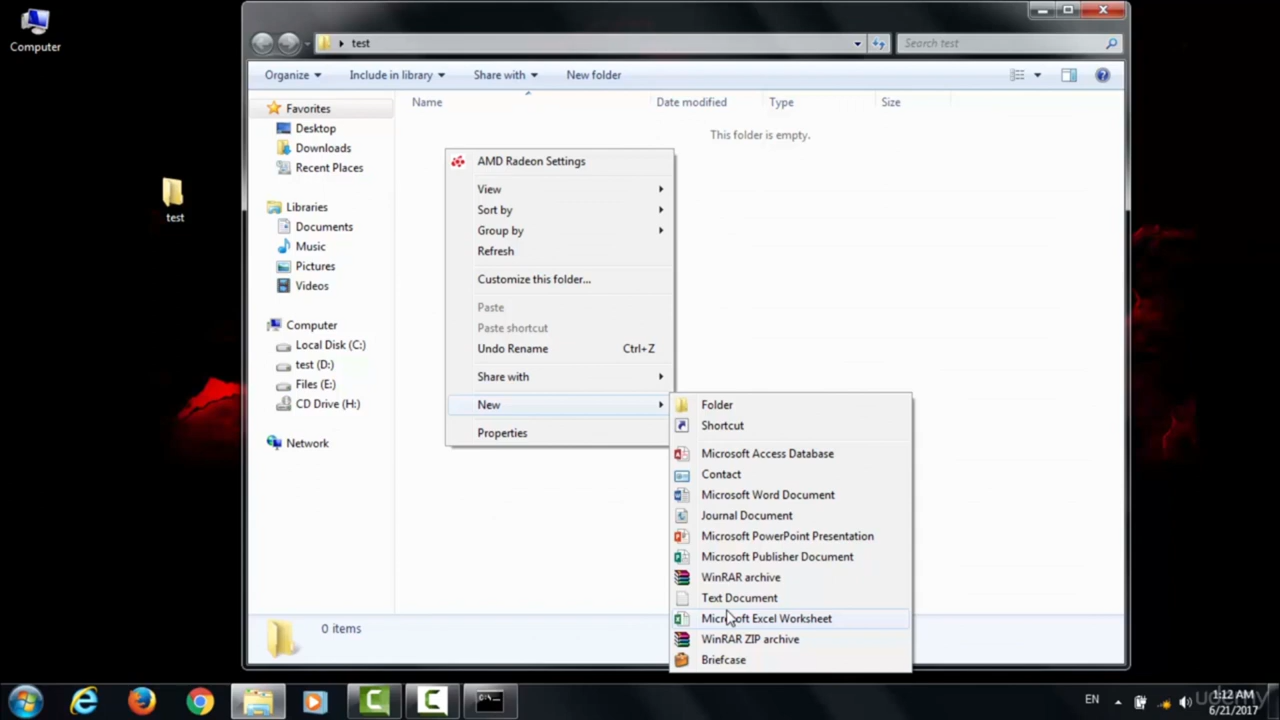 Computer
test
test
Search test
Organize
Include in library
Share with
New folder
Favorites
Desktop
Downloads
Recent Places
Libraries
Documents
Music
Pictures
Videos
Computer
Local Disk (C:)
test (D:)
Files (E:)
CD Drive (H:)
Network
Name
Date modified
Type
Size
This folder is empty.
AMD Radeon Settings
View
Sort by
Group by
Refresh
Customize this folder...
Paste
Paste shortcut
Undo Rename Ctrl+Z
Share with
New
Properties
Folder
Shortcut
Microsoft Access Database
Contact
Microsoft Word Document
Journal Document
Microsoft PowerPoint Presentation
Microsoft Publisher Document
WinRAR archive
Text Document
Microsoft Excel Worksheet
WinRAR ZIP archive
Briefcase
0 items
C:\.
EN
1:12 AM
6/21/2017
udemy